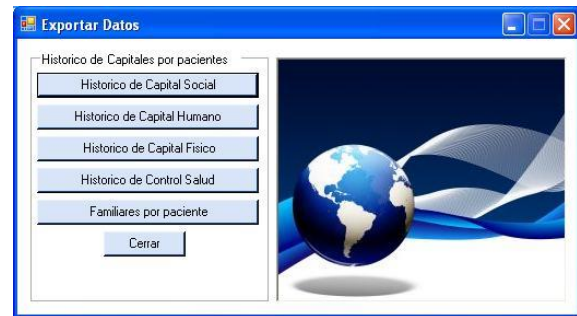 Exportar Datos
Historico de Capitales por pacientes
Historico de Capital Social
Historico de Capital Humano
Historico de Capital Fisico
Historico de Control Salud
Familiares por paciente
Cerrar